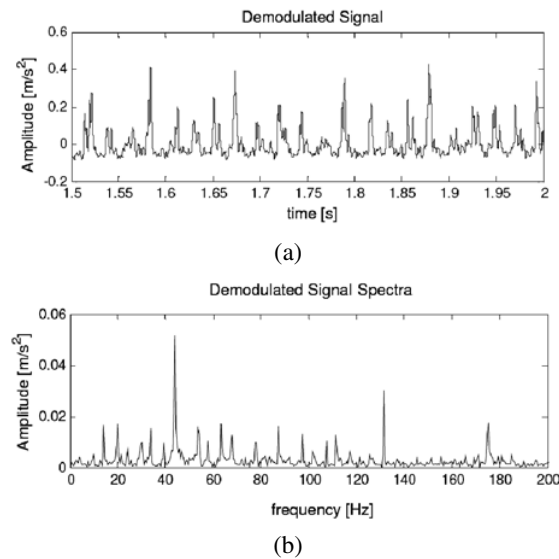 Demodulated Signal
Amplitude [m/s²]
0.6
0.4
0.2
0
-0.2
1.5 1.55 1.6 1.65 1.7 1.75 1.8 1.85 1.9 1.95 2
time [s]
(a)
Demodulated Signal Spectra
Amplitude [m/s²]
0.06
0.04
0.02
0
0 20 40 60 80 100 120 140 160 180 200
frequency [Hz]
(b)